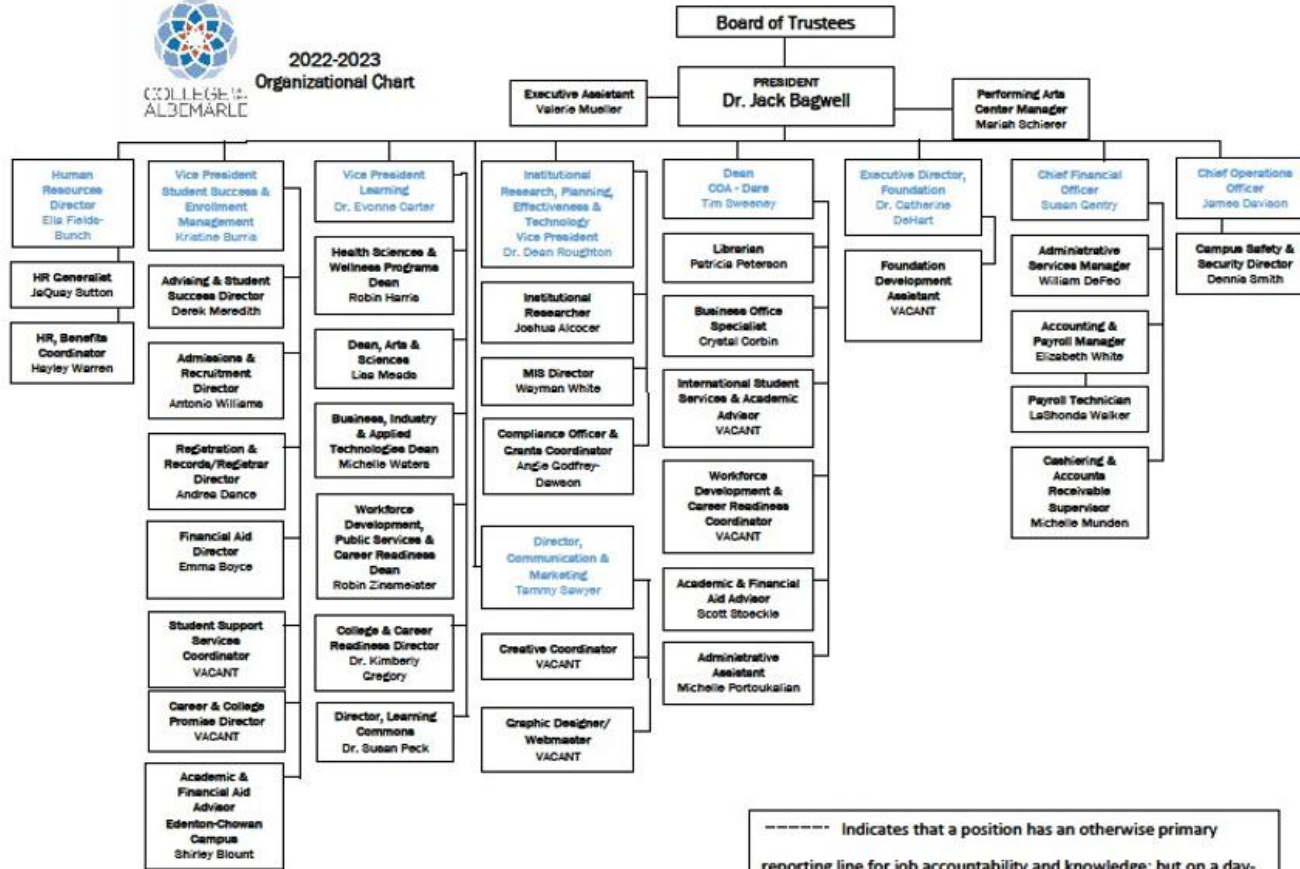 COLLEGE OF THE
ALBEMARLE
2022-2023
Organizational Chart
Board of Trustees
PRESIDENT
Dr. Jack Bagwell
Executive Assistant
Valerie Mueller
Performing Arts
Center Manager
Mariah Schierer
Human
Resources
Director
Ella Fields-
Bunch
HR Generalist
JaQuay Sutton
HR, Benefits
Coordinator
Hayley Warren
Vice President
Student Success &
Enrollment
Management
Kristine Burris
Advising & Student
Success Director
Derek Meredith
Admissions &
Recruitment
Director
Antonio Williams
Registration &
Records/Registrar
Director
Andrea Dance
Financial Aid
Director
Emma Boyce
Student Support
Services
Coordinator
VACANT
Career & College
Promise Director
VACANT
Academic &
Financial Aid
Advisor
Edenton-Chowan
Campus
Shirley Blount
Vice President
Learning
Dr. Evonne Carter
Health Sciences &
Wellness Programs
Dean
Robin Harris
Dean, Arts &
Sciences
Lisa Meads
Business, Industry
& Applied
Technologies Dean
Michelle Waters
Workforce
Development,
Public Services &
Career Readiness
Dean
Robin Zinsmeister
College & Career
Readiness Director
Dr. Kimberly
Gregory
Director, Learning
Commons
Dr. Susan Peck
Institutional
Research, Planning,
Effectiveness &
Technology
Vice President
Dr. Dean Roughton
Institutional
Researcher
Joshua Alcocer
MIS Director
Wayman White
Compliance Officer &
Grants Coordinator
Angie Godfrey-
Dawson
Director,
Communication &
Marketing
Tammy Sawyer
Creative Coordinator
VACANT
Graphic Designer/
Webmaster
VACANT
Dean
COA - Dare
Tim Sweeney
Librarian
Patricia Peterson
Business Office
Specialist
Crystal Corbin
International Student
Services & Academic
Advisor
VACANT
Workforce
Development &
Career Readiness
Coordinator
VACANT
Academic & Financial
Aid Advisor
Scott Stoeckle
Administrative
Assistant
Michelle Portoukalian
Executive Director,
Foundation
Dr. Catherine
DeHart
Foundation
Development
Assistant
VACANT
Chief Financial
Officer
Susan Gentry
Administrative
Services Manager
William DeFeo
Accounting &
Payroll Manager
Elizabeth White
Payroll Technician
LaShonda Walker
Cashiering &
Accounts
Receivable
Supervisor
Michelle Munden
Chief Operations
Officer
James Davison
Campus Safety &
Security Director
Dennis Smith
------- Indicates that a position has an otherwise primary
reporting line for job accountability and knowledge; but on a day-